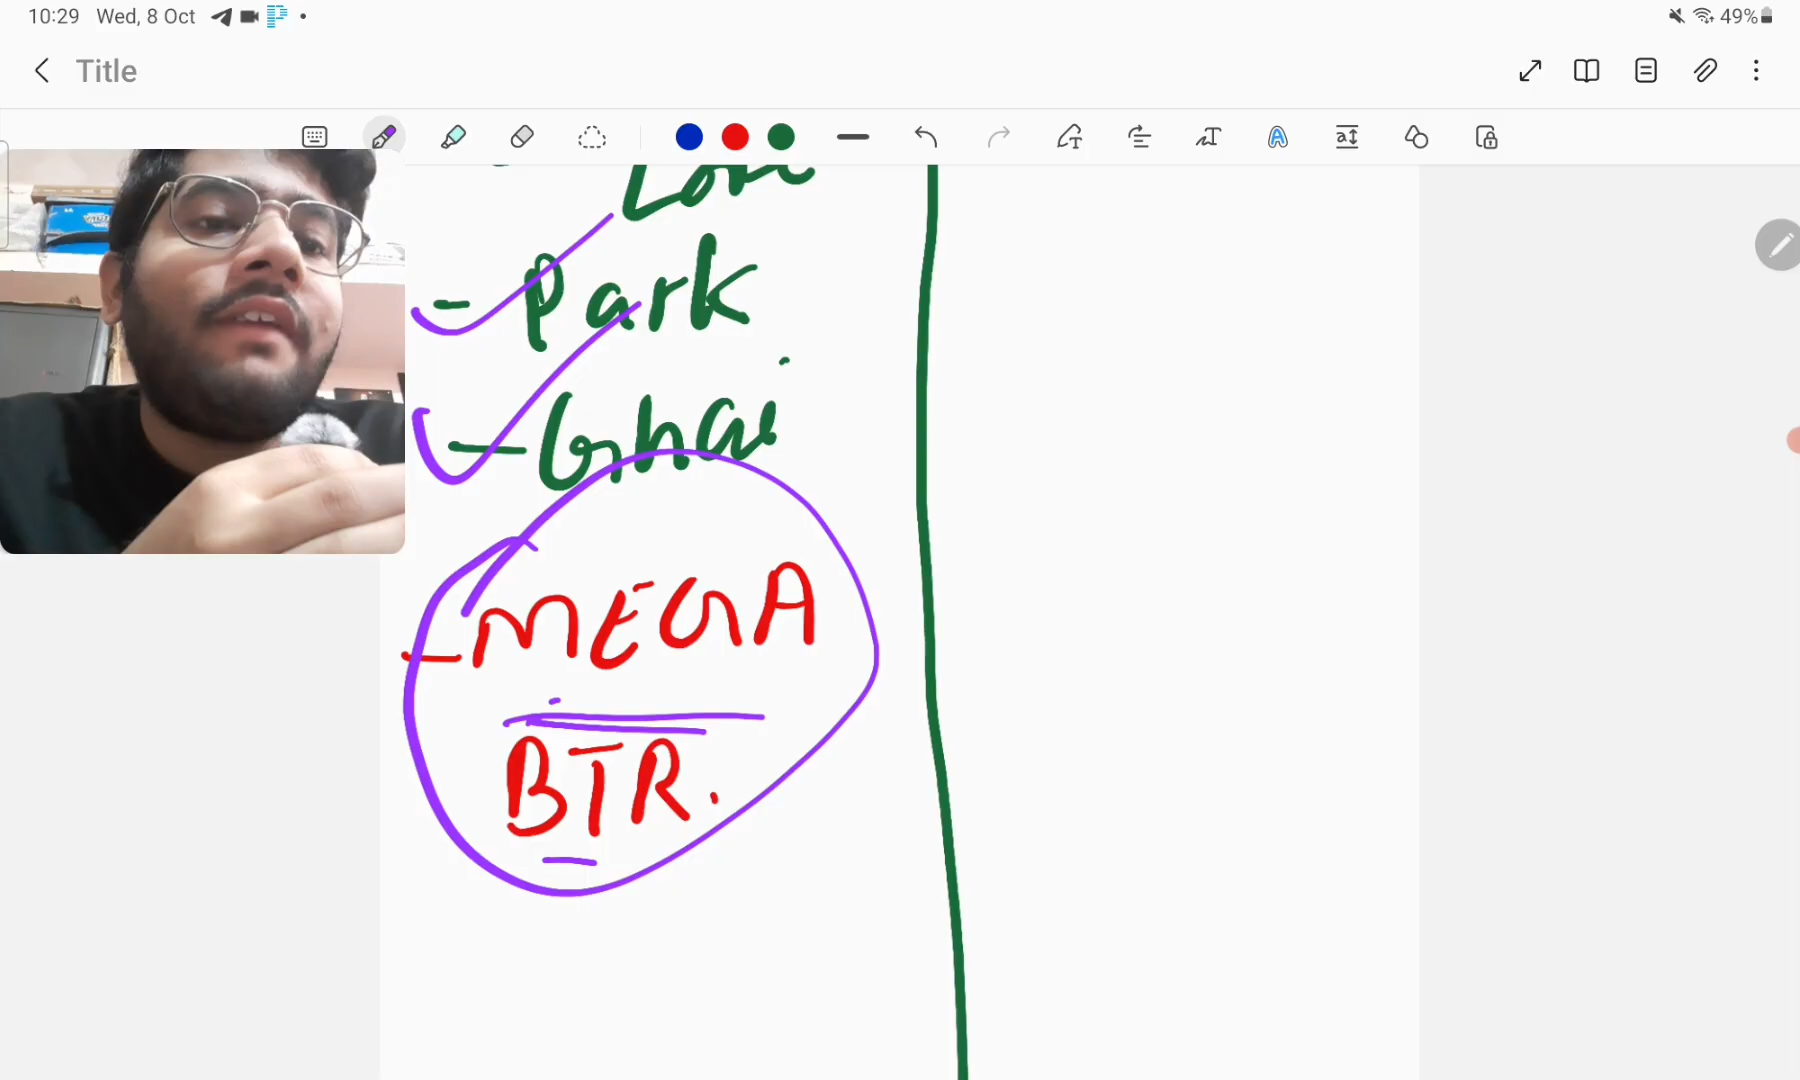 10:29 Wed, 8 Oct
49%
Title
- Park
- Ghai
- MEGA
BTR.